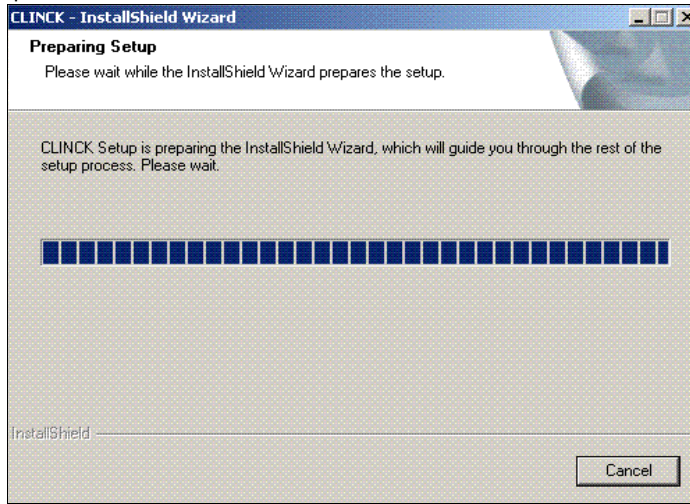 CLINCK - InstallShield Wizard
Preparing Setup
Please wait while the InstallShield Wizard prepares the setup.
CLINCK Setup is preparing the InstallShield Wizard, which will guide you through the rest of the
setup process. Please wait.
InstallShield
Cancel